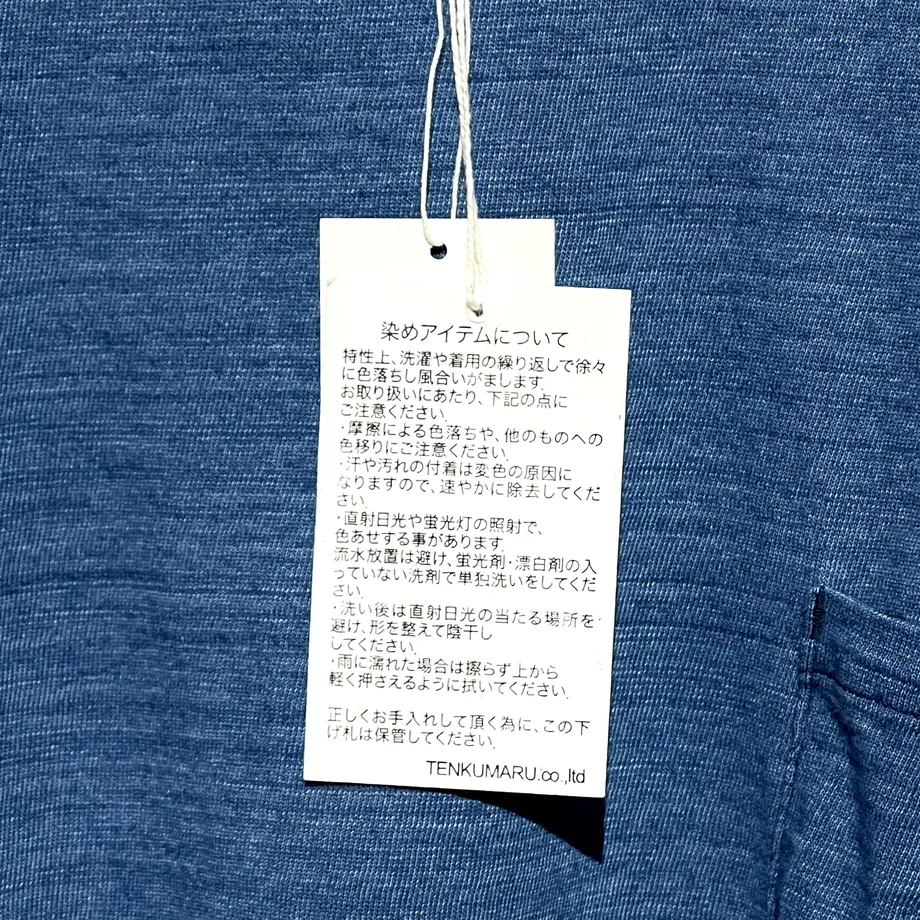 染めアイテムについて
特性上、洗濯や着用の繰り返しで徐々
に色落ちし風合いがまします.
お取り扱いにあたり、下記の点に
ご注意ください.
・摩擦による色落ちや、他のものへの
色移りにご注意ください.
・汗や汚れの付着は変色の原因に
なりますので、速やかに除去してくだ
さい.
・直射日光や蛍光灯の照射で、
色あせする事があります.
流水放置は避け、蛍光剤・漂白剤の入
っていない洗剤で単独洗いをしてくだ
さい.
・洗い後は直射日光の当たる場所を
避け、形を整えて陰干し
してください.
・雨に濡れた場合は擦らず上から
軽く押さえるように拭いてください.
正しくお手入れして頂く為に、この下
げ札は保管してください.
TENKUMARU.co.,ltd